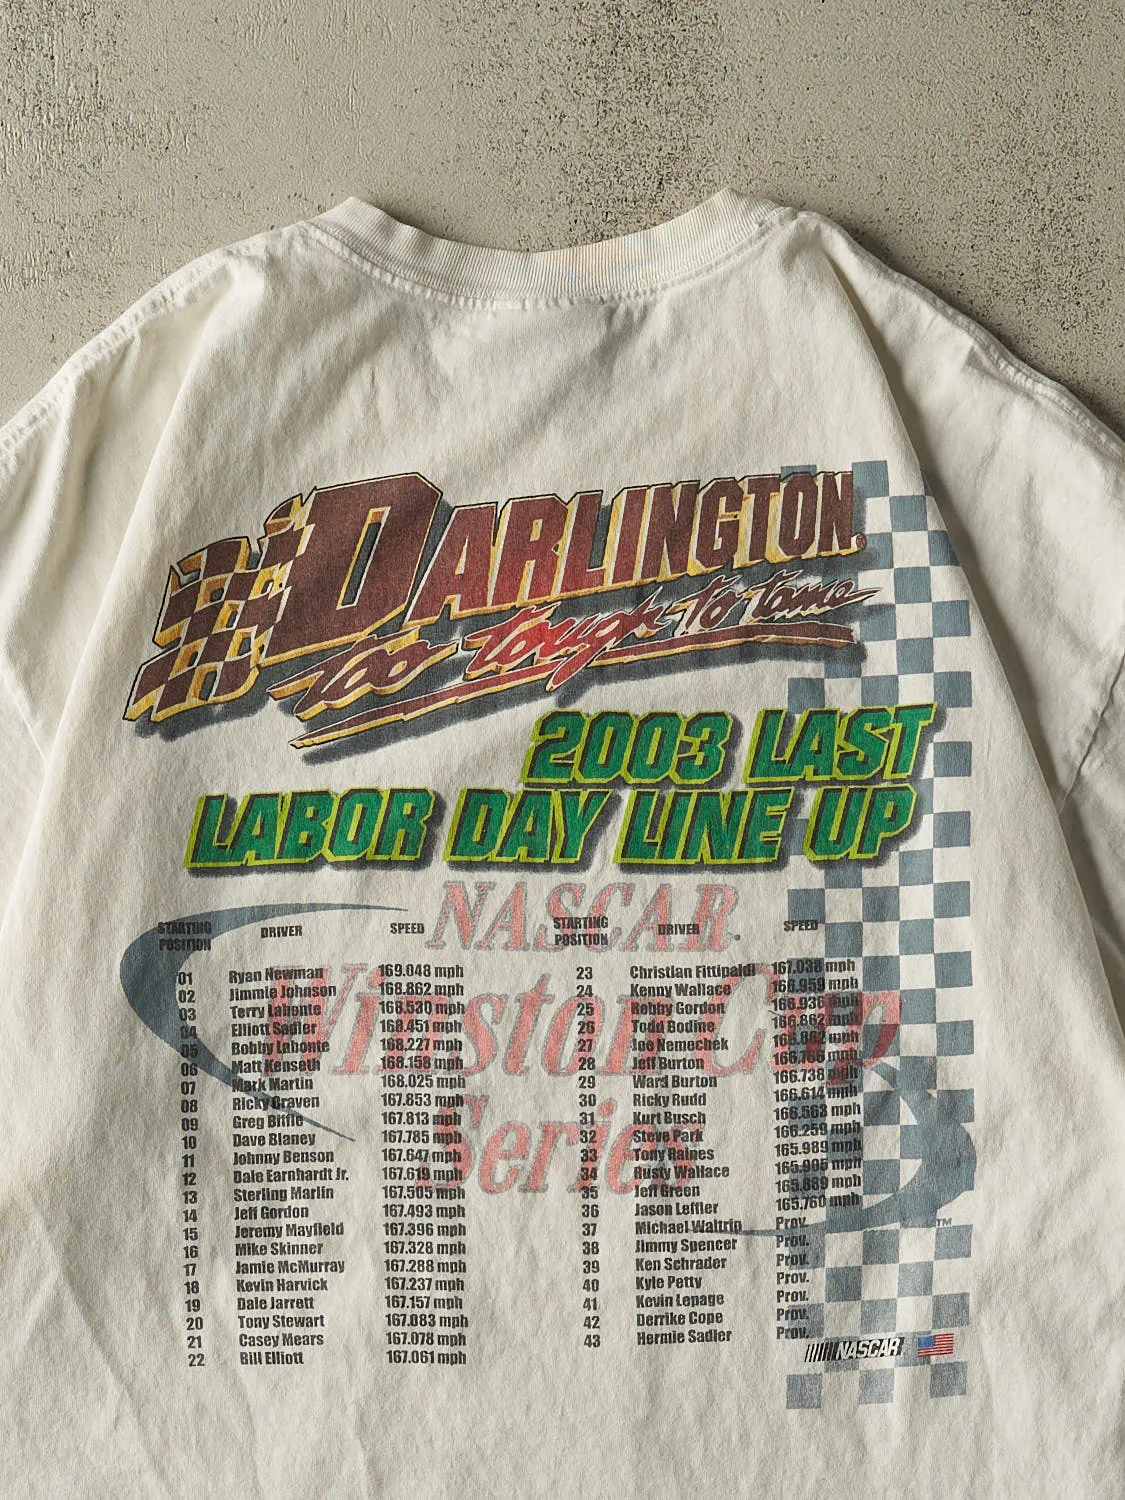 DARLINGTON
too tough to tame
2003 LAST
LABOR DAY LINE UP
NASCAR
Winston Cup
Series
STARTING POSITION DRIVER SPEED
01 Ryan Newman 169.048 mph
02 Jimmie Johnson 168.862 mph
03 Terry Labonte 168.530 mph
04 Elliott Sadler 168.451 mph
05 Bobby Labonte 168.227 mph
06 Matt Kenseth 168.158 mph
07 Mark Martin 168.025 mph
08 Ricky Craven 167.853 mph
09 Greg Biffle 167.813 mph
10 Dave Blaney 167.785 mph
11 Johnny Benson 167.647 mph
12 Dale Earnhardt Jr. 167.619 mph
13 Sterling Marlin 167.505 mph
14 Jeff Gordon 167.493 mph
15 Jeremy Mayfield 167.396 mph
16 Mike Skinner 167.328 mph
17 Jamie McMurray 167.288 mph
18 Kevin Harvick 167.237 mph
19 Dale Jarrett 167.157 mph
20 Tony Stewart 167.083 mph
21 Casey Mears 167.078 mph
22 Bill Elliott 167.061 mph
STARTING POSITION DRIVER SPEED
23 Christian Fittipaldi 167.038 mph
24 Kenny Wallace 166.959 mph
25 Robby Gordon 166.936 mph
26 Todd Bodine 166.862 mph
27 Joe Nemechek mph
28 Jeff Burton mph
29 Ward Burton 166.738 mph
30 Ricky Rudd 166.614 mph
31 Kurt Busch 166.563 mph
32 Steve Park 166.259 mph
33 Tony Raines 165.989 mph
34 Rusty Wallace mph
35 Jeff Green 165.889 mph
36 Jason Leffler 165.760 mph
37 Michael Waltrip Prov.
38 Jimmy Spencer Prov.
39 Ken Schrader Prov.
40 Kyle Petty Prov.
41 Kevin Lepage Prov.
42 Derrike Cope Prov.
43 Hermie Sadler Prov.
TM
NASCAR